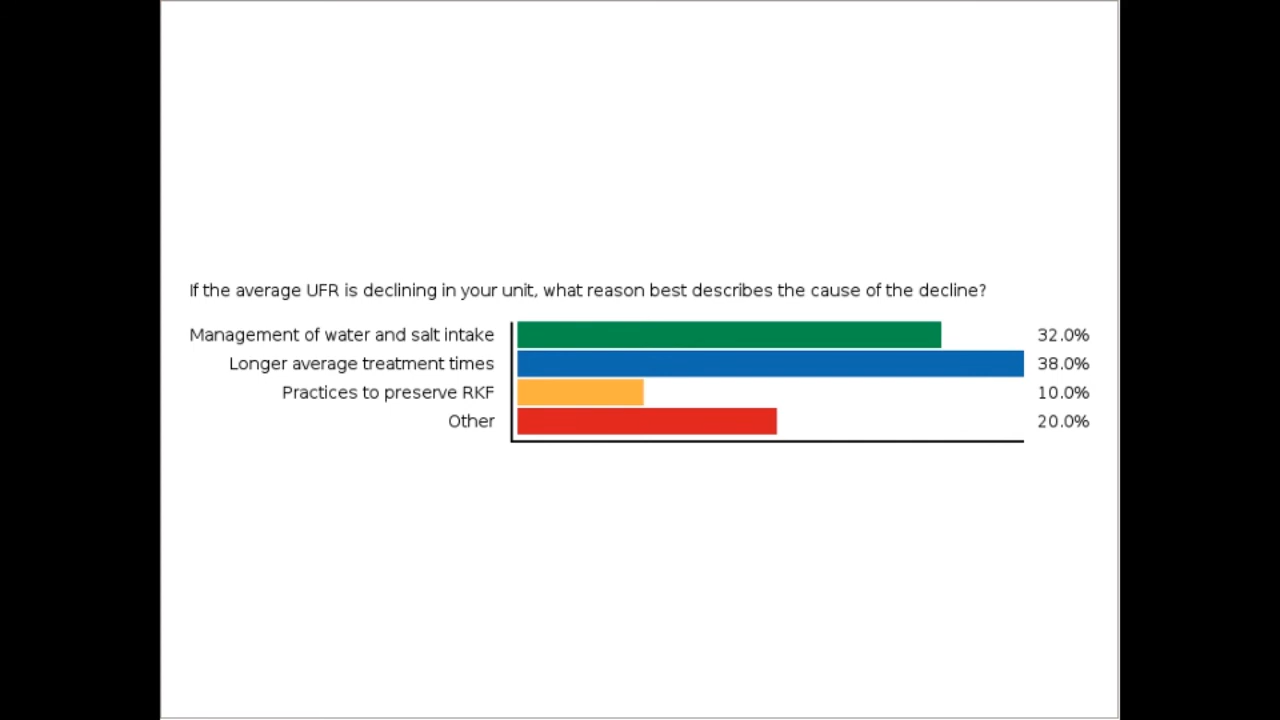 If the average UFR is declining in your unit, what reason best describes the cause of the decline?
Management of water and salt intake 32.0%
Longer average treatment times 38.0%
Practices to preserve RKF 10.0%
Other 20.0%